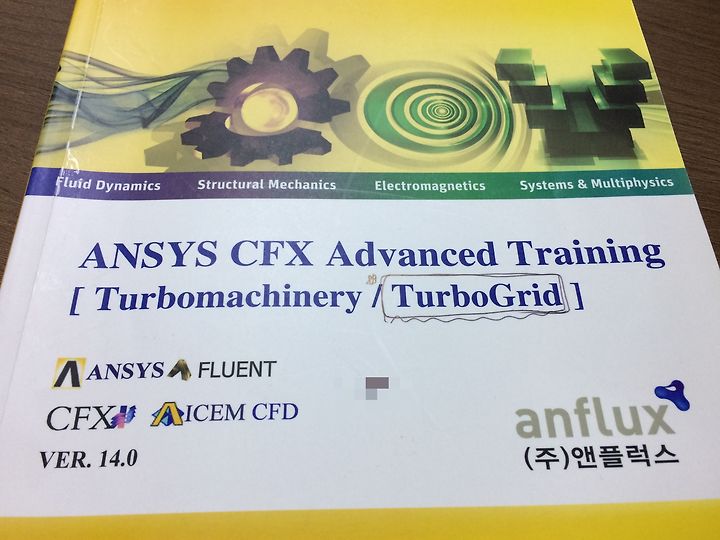 Fluid Dynamics Structural Mechanics Electromagnetics Systems & Multiphysics
ANSYS CFX Advanced Training
[ Turbomachinery / TurboGrid ]
ANSYS FLUENT
CFX ICEM CFD
VER. 14.0
anflux
(주)앤플럭스